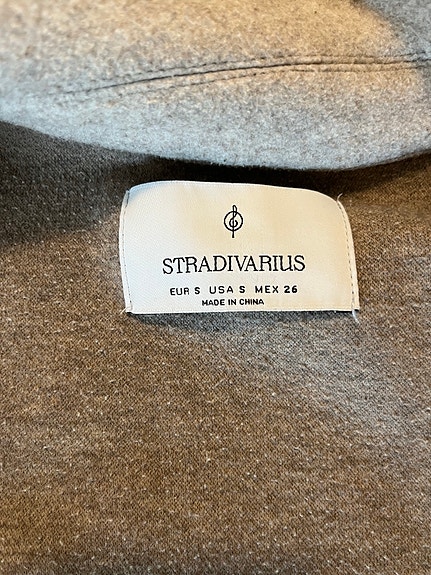 STRADIVARIUS
EUR S USA S MEX 26
MADE IN CHINA